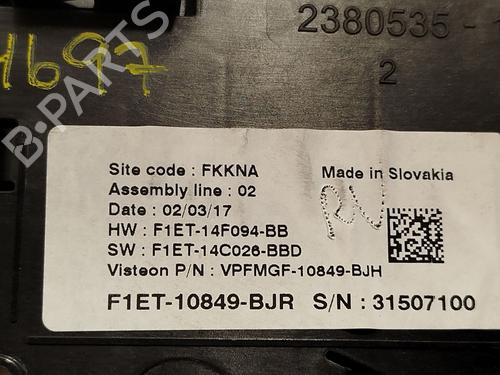 2380535 -
2
1697
B-PARTS
Site code : FKKNA
Made in Slovakia
Assembly line : 02
Date : 02/03/17
HW : F1ET-14F094-BB
SW : F1ET-14C026-BBD
Visteon P/N : VPFMGF-10849-BJH
F1ET-10849-BJR S/N : 31507100